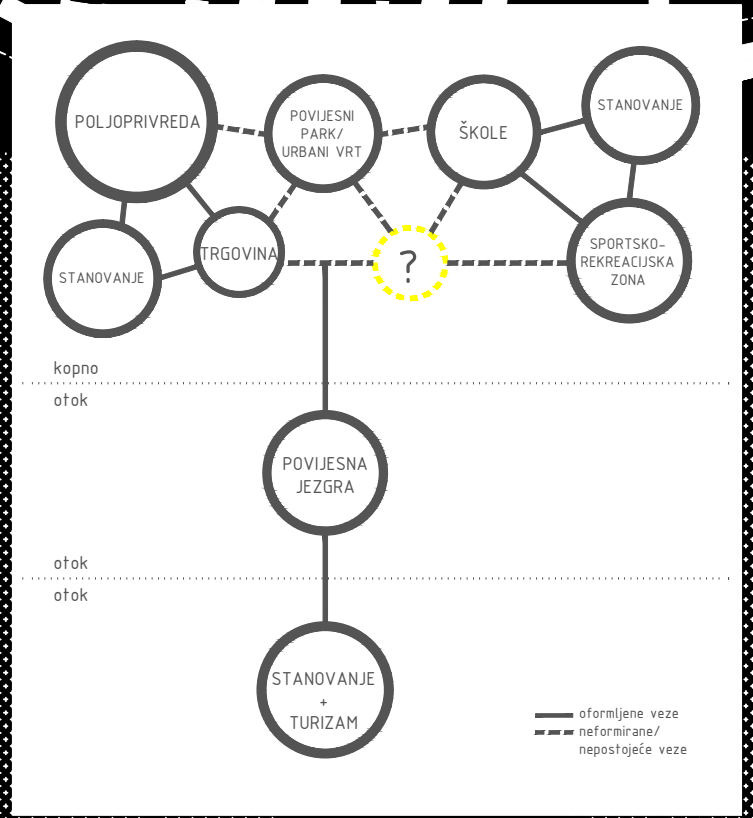 POLJOPRIVREDA
POVIJESNI
PARK/
URBANI VRT
ŠKOLE
STANOVANJE
STANOVANJE
TRGOVINA
?
SPORTSKO-
REKREACIJSKA
ZONA
kopno
otok
POVIJESNA
JEZGRA
otok
otok
STANOVANJE
+
TURIZAM
oformljene veze
neformirane/
nepostojeće veze